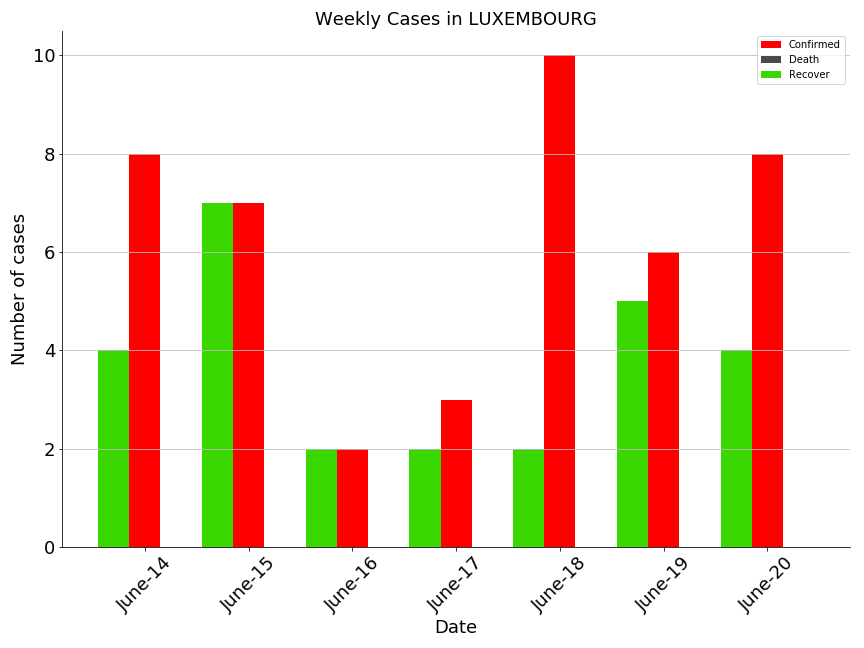 Weekly Cases in LUXEMBOURG
Confirmed
Death
Recover
Number of cases
10
8
6
4
2
0
June-14
June-15
June-16
June-17
June-18
June-19
June-20
Date